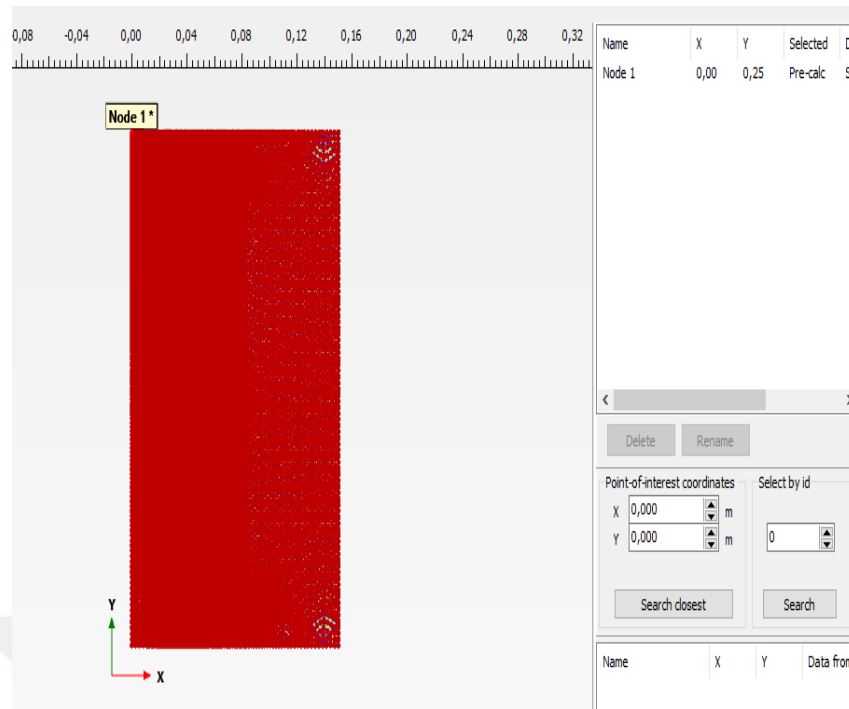 0,08 -0,04 0,00 0,04 0,08 0,12 0,16 0,20 0,24 0,28 0,32
Node 1 *
Y
X
Name X Y Selected D
Node 1 0,00 0,25 Pre-calc S
Delete Rename
Point-of-interest coordinates Select by id
X 0,000 m
Y 0,000 m 0
Search closest Search
Name X Y Data from